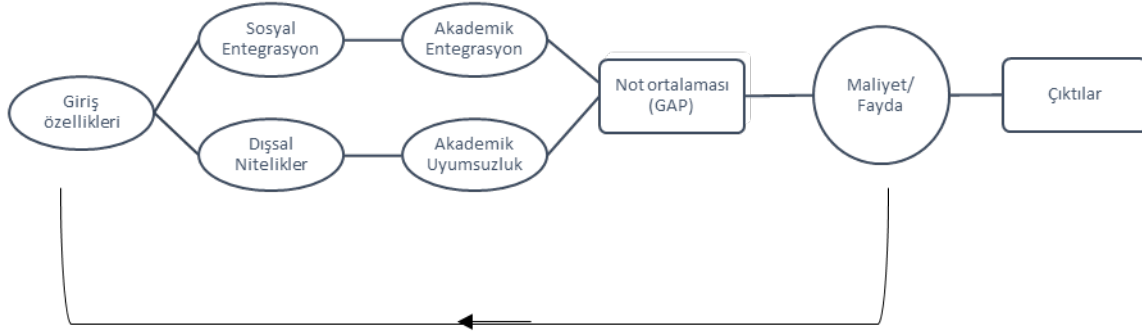 Giriş
özellikleri
Sosyal
Entegrasyon
Akademik
Entegrasyon
Dışsal
Nitelikler
Akademik
Uyumsuzluk
Not ortalaması
(GAP)
Maliyet/
Fayda
Çıktılar